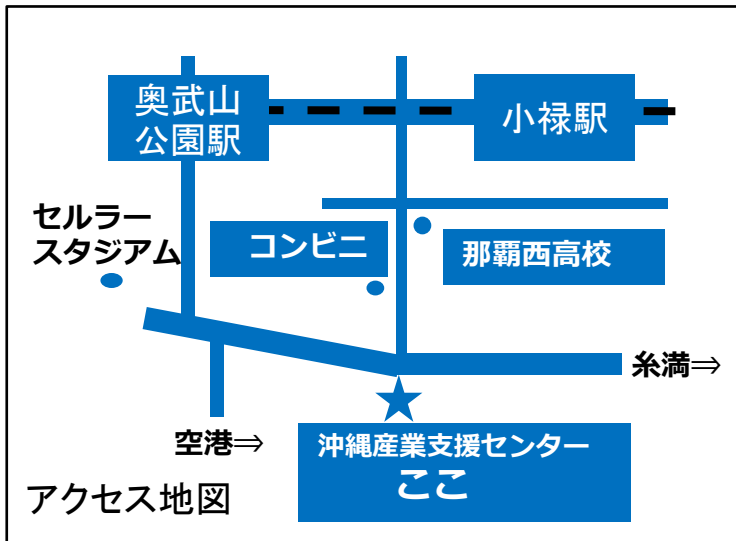 奥武山
公園駅
小禄駅
セルラー
スタジアム
コンビニ
那覇西高校
糸満⇒
空港⇒
沖縄産業支援センター
ここ
アクセス地図